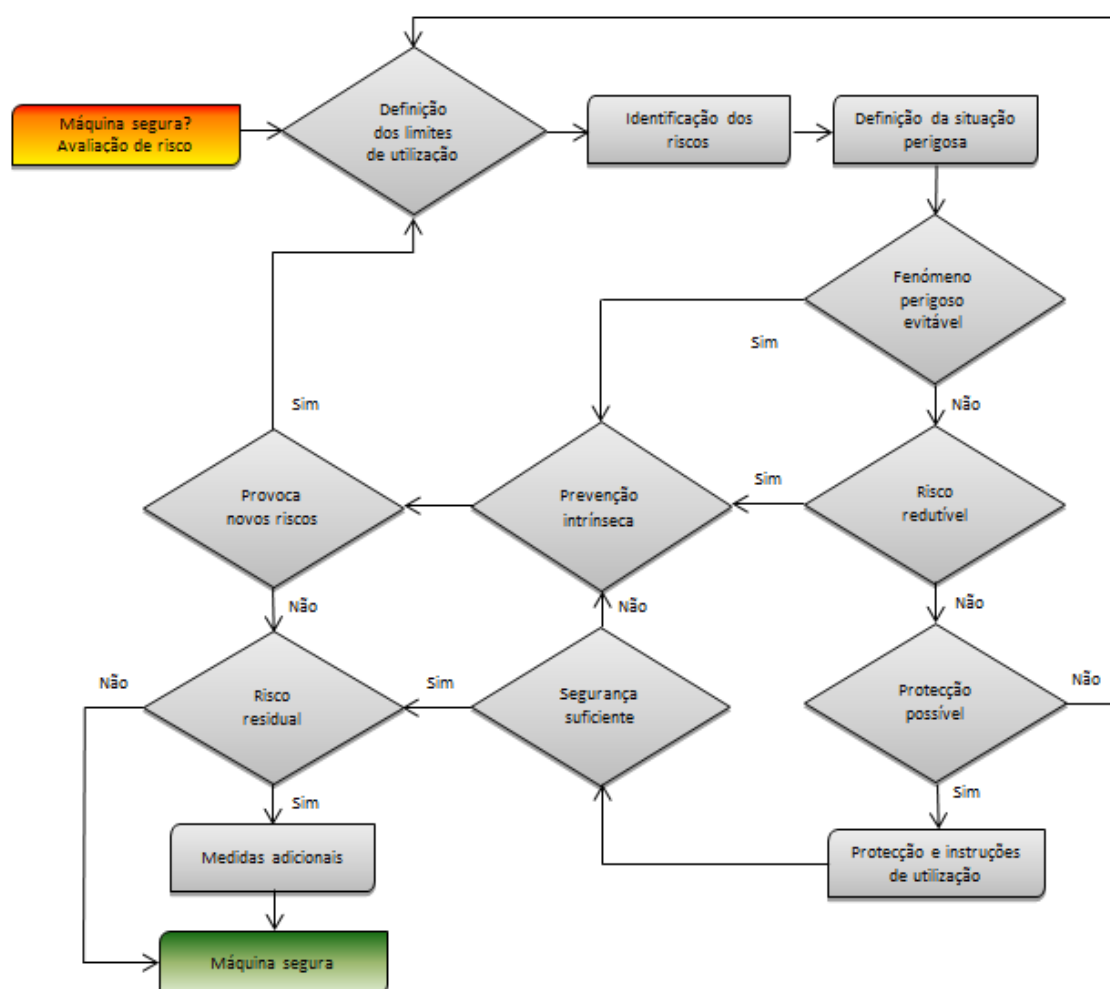 Máquina segura?
Avaliação de risco
Definição
dos limites
de utilização
Identificação dos
riscos
Definição da situação
perigosa
Fenómeno
perigoso
evitável
Sim
Não
Sim
Provoca
novos riscos
Prevenção
intrínseca
Sim
Risco
redutível
Não
Não
Não
Não
Risco
residual
Sim
Segurança
suficiente
Protecção
possível
Não
Sim
Sim
Medidas adicionais
Protecção e instruções
de utilização
Máquina segura